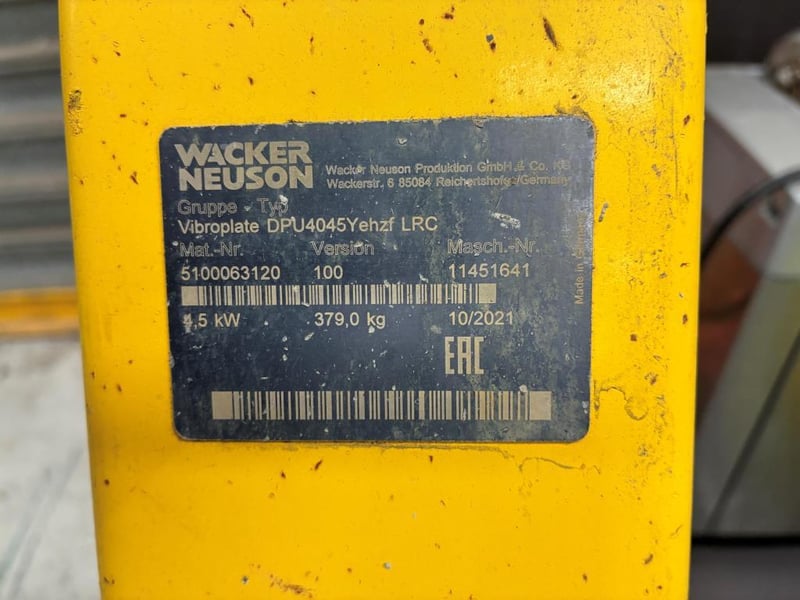 WACKER
NEUSON
Wacker Neuson Produktion GmbH & Co. KG
Wackerstr. 6 85084 Reichertshofen/Germany
Gruppe - Typ
Vibroplate DPU4045Yehzf LRC
Mat.-Nr. Version Masch.-Nr.
5100063120 100 11451641
4,5 kW 379,0 kg 10/2021
EAC
Made in Germany